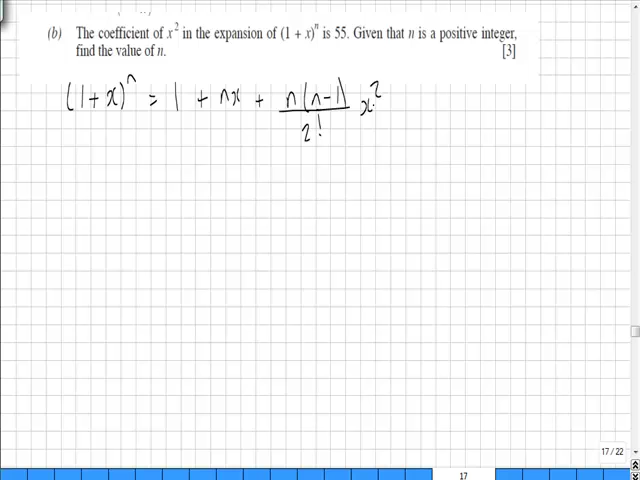 (b) The coefficient of x² in the expansion of (1 + x)ⁿ is 55. Given that n is a positive integer,
find the value of n. [3]
(1+x)ⁿ = 1 + nx + n(n-1)/2! x²
17 / 22
17